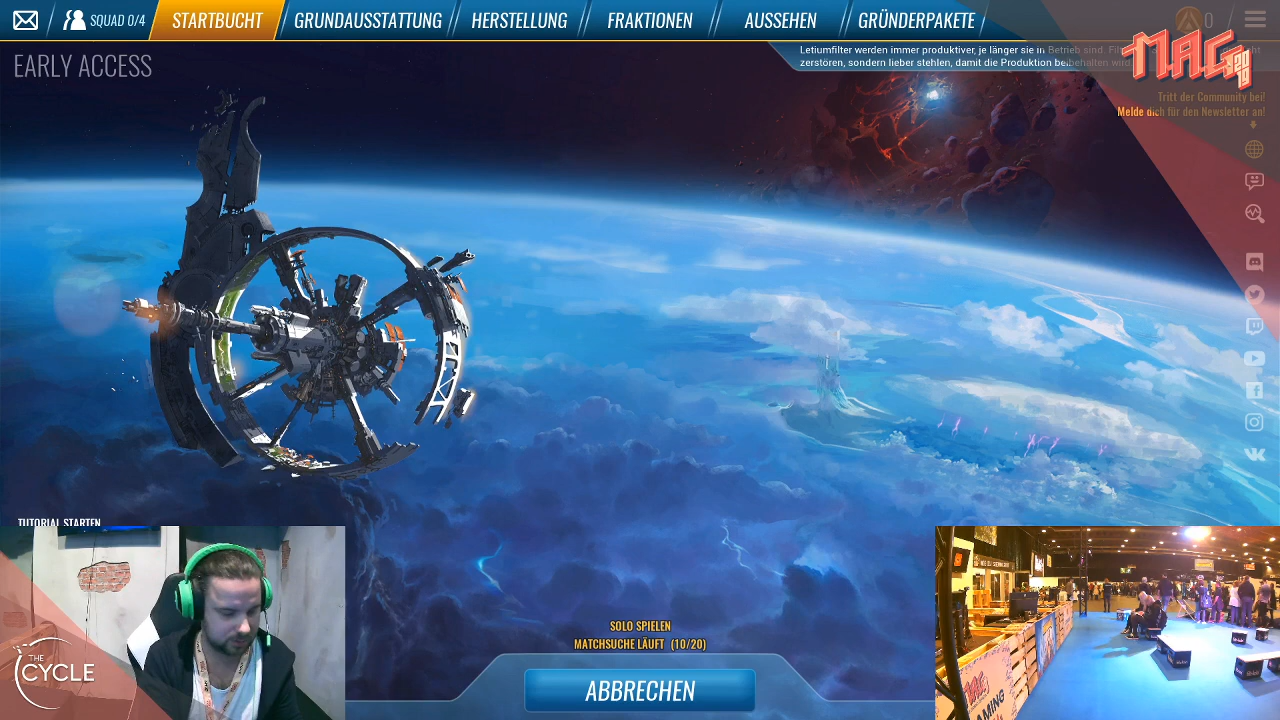 SQUAD 0/4
STARTBUCHT
GRUNDAUSSTATTUNG
HERSTELLUNG
FRAKTIONEN
AUSSEHEN
GRÜNDERPAKETE
0
EARLY ACCESS
Letiumfilter werden immer produktiver, je länger sie in Betrieb sind.
zerstören, sondern lieber stehlen, damit die Produktion beibehalten wird.
MAG
Tritt der Community bei!
Melde dich für den Newsletter an!
TUTORIAL STARTEN
THE
CYCLE
SOLO SPIELEN
MATCHSUCHE LÄUFT (10/20)
ABBRECHEN
MAG
GAMING